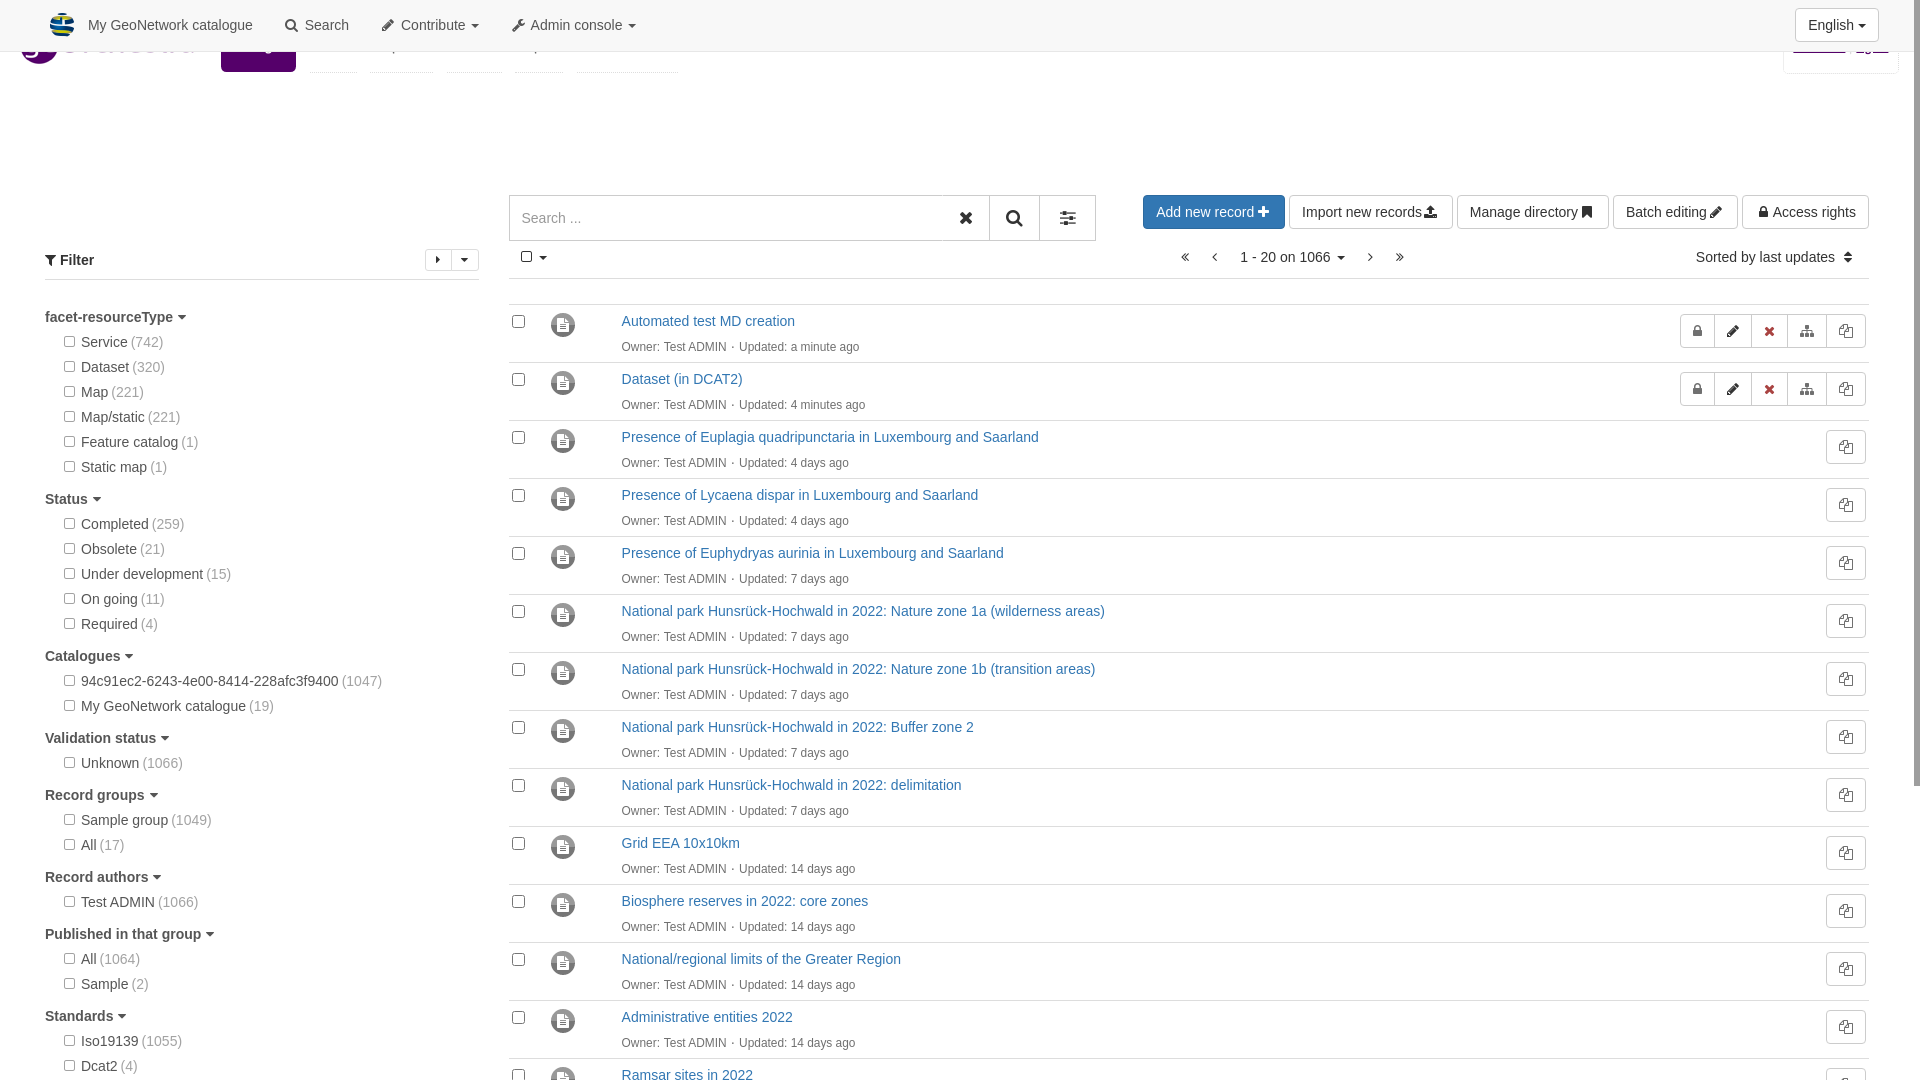 My GeoNetwork catalogue
Search
Contribute
Admin console
English
Search ...
Add new record
Import new records
Manage directory
Batch editing
Access rights
Filter
1 - 20 on 1066
Sorted by last updates
facet-resourceType
Service (742)
Dataset (320)
Map (221)
Map/static (221)
Feature catalog (1)
Static map (1)
Status
Completed (259)
Obsolete (21)
Under development (15)
On going (11)
Required (4)
Catalogues
94c91ec2-6243-4e00-8414-228afc3f9400 (1047)
My GeoNetwork catalogue (19)
Validation status
Unknown (1066)
Record groups
Sample group (1049)
All (17)
Record authors
Test ADMIN (1066)
Published in that group
All (1064)
Sample (2)
Standards
Iso19139 (1055)
Dcat2 (4)
Automated test MD creation
Owner: Test ADMIN · Updated: a minute ago
Dataset (in DCAT2)
Owner: Test ADMIN · Updated: 4 minutes ago
Presence of Euplagia quadripunctaria in Luxembourg and Saarland
Owner: Test ADMIN · Updated: 4 days ago
Presence of Lycaena dispar in Luxembourg and Saarland
Owner: Test ADMIN · Updated: 4 days ago
Presence of Euphydryas aurinia in Luxembourg and Saarland
Owner: Test ADMIN · Updated: 7 days ago
National park Hunsrück-Hochwald in 2022: Nature zone 1a (wilderness areas)
Owner: Test ADMIN · Updated: 7 days ago
National park Hunsrück-Hochwald in 2022: Nature zone 1b (transition areas)
Owner: Test ADMIN · Updated: 7 days ago
National park Hunsrück-Hochwald in 2022: Buffer zone 2
Owner: Test ADMIN · Updated: 7 days ago
National park Hunsrück-Hochwald in 2022: delimitation
Owner: Test ADMIN · Updated: 7 days ago
Grid EEA 10x10km
Owner: Test ADMIN · Updated: 14 days ago
Biosphere reserves in 2022: core zones
Owner: Test ADMIN · Updated: 14 days ago
National/regional limits of the Greater Region
Owner: Test ADMIN · Updated: 14 days ago
Administrative entities 2022
Owner: Test ADMIN · Updated: 14 days ago
Ramsar sites in 2022